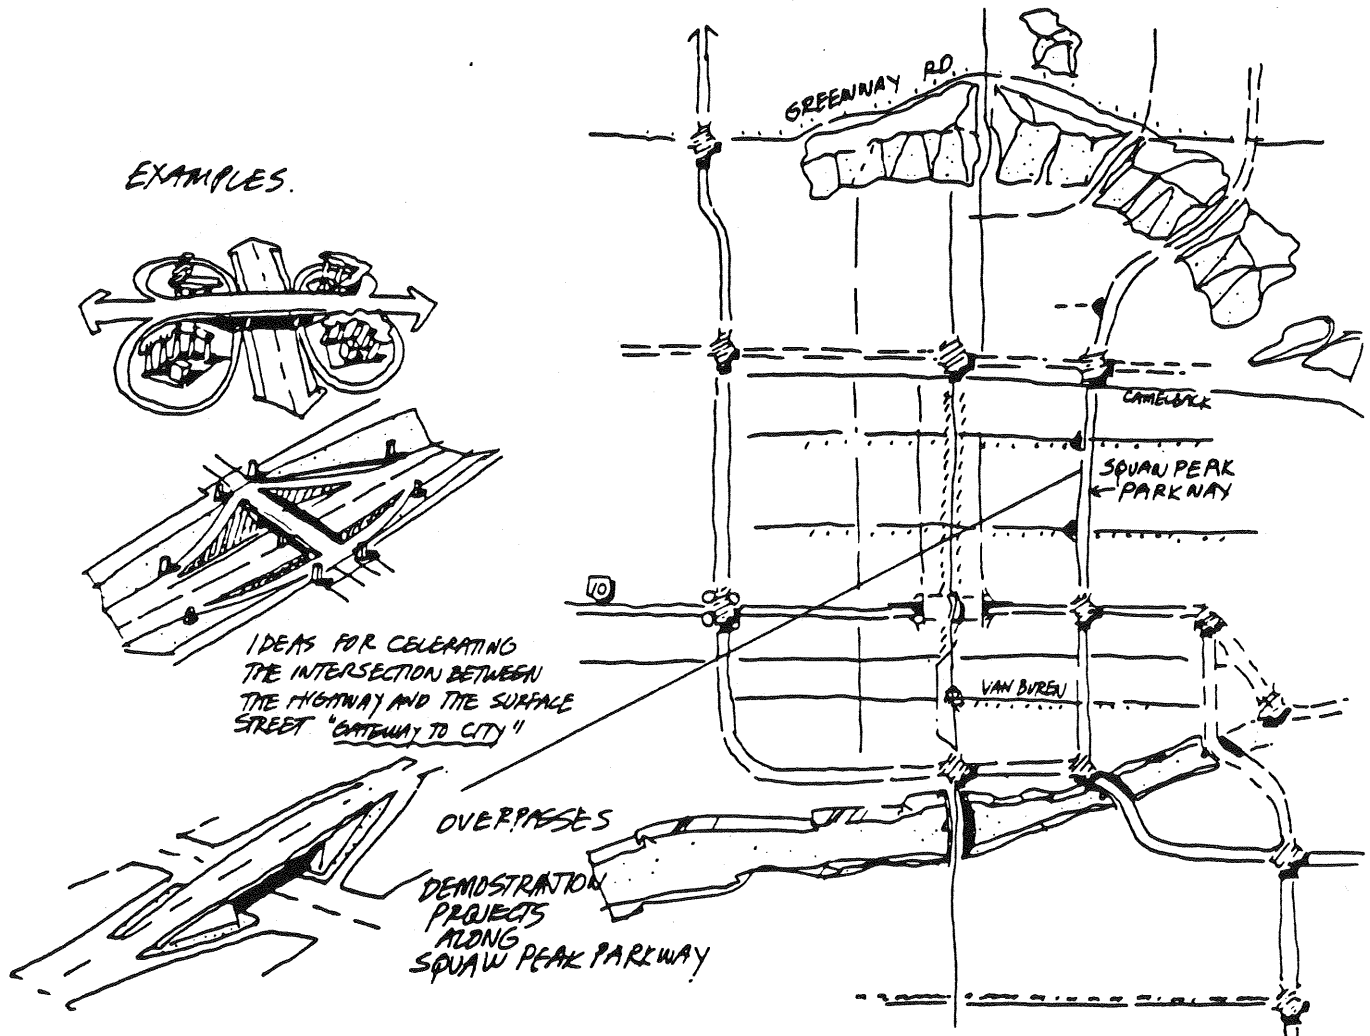 EXAMPLES.
IDEAS FOR CELERATING
THE INTERSECTION BETWEEN
THE HIGHWAY AND THE SURFACE
STREET "GATEWAY TO CITY"
OVERPASSES
DEMOSTRATION
PROJECTS
ALONG
SQUAW PEAK PARKWAY
GREENWAY RD
CAMELBACK
SQUAW PEAK
PARKWAY
10
VAN BUREN